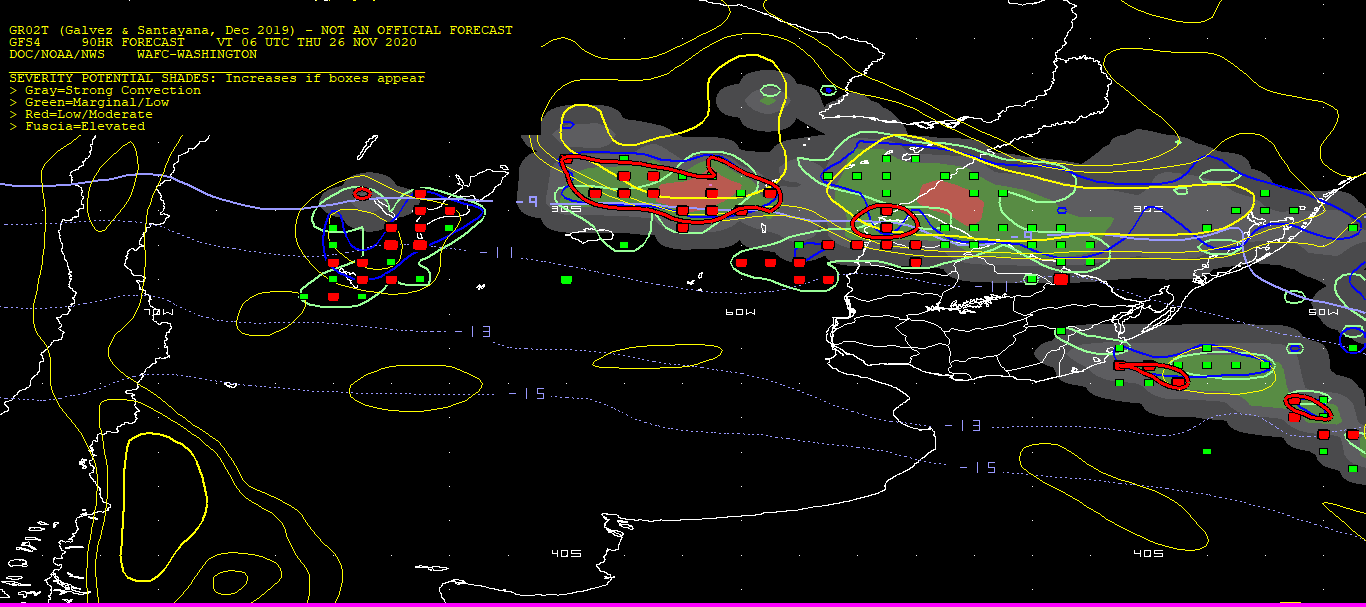 GR02T (Galvez & Santayana, Dec 2019) - NOT AN OFFICIAL FORECAST
GFS4 90HR FORECAST VT 06 UTC THU 26 NOV 2020
DOC/NOAA/NWS WAFC-WASHINGTON
SEVERITY POTENTIAL SHADES: Increases if boxes appear
> Gray=Strong Convection
> Green=Marginal/Low
> Red=Low/Moderate
> Fuscia=Elevated
-9
30S
30S
-9
-11
-11
70W
60W
50W
-13
-15
-13
-15
40S
40S